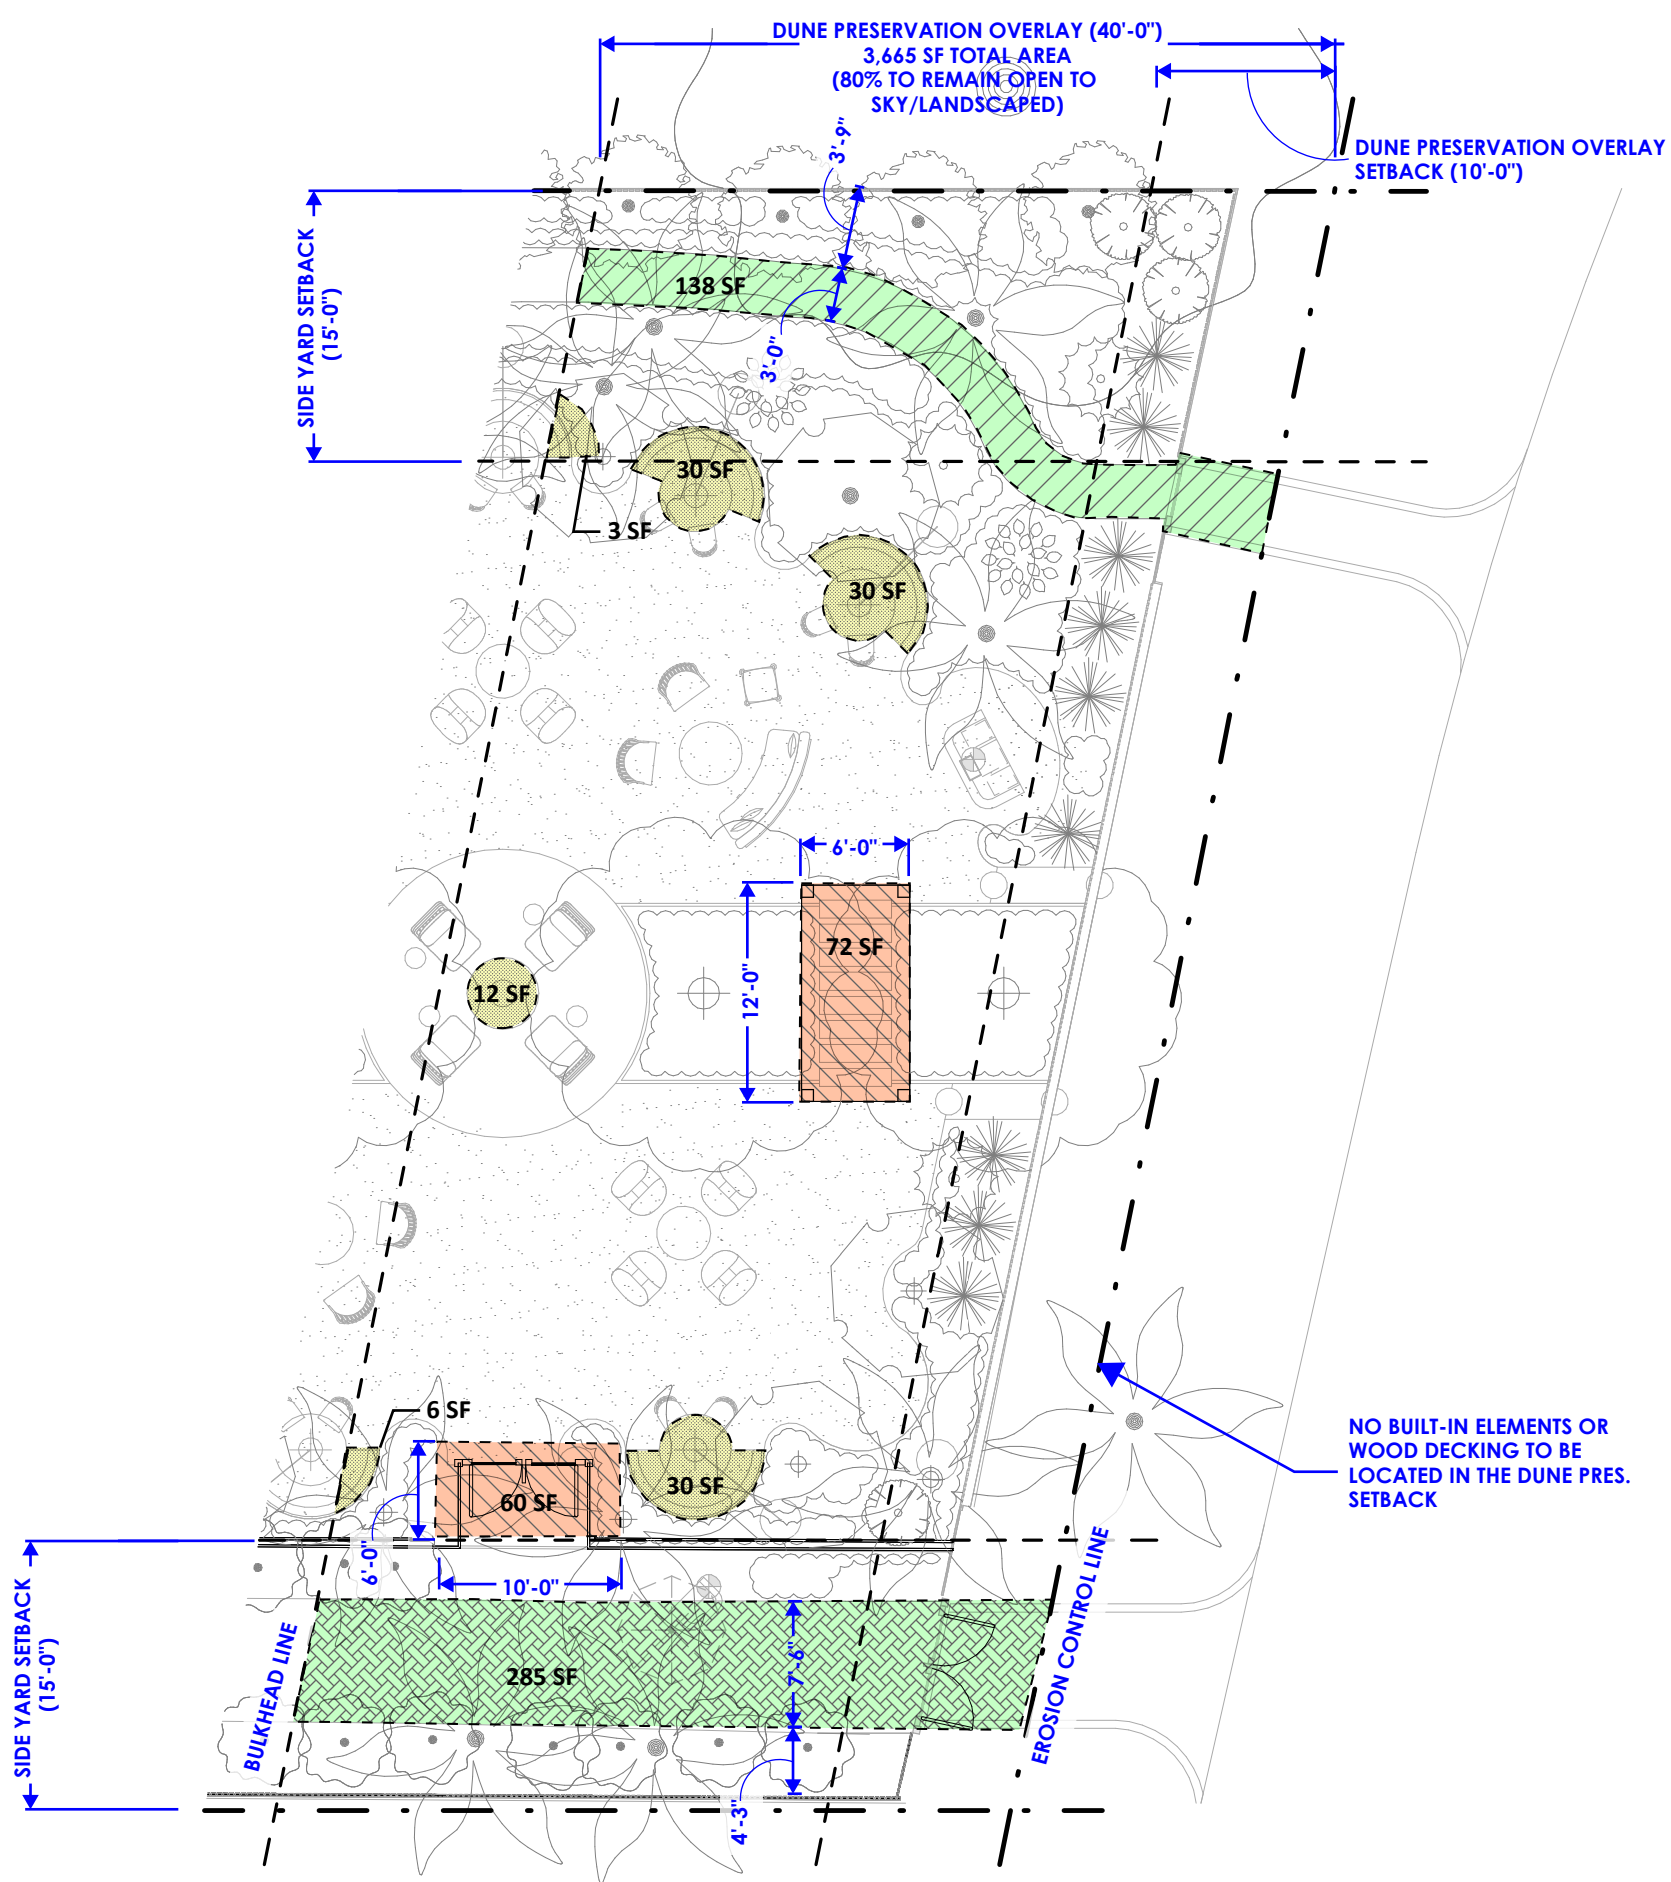 DUNE PRESERVATION OVERLAY (40'-0")
3,665 SF TOTAL AREA
(80% TO REMAIN OPEN TO
SKY/LANDSCAPED)
DUNE PRESERVATION OVERLAY
SETBACK (10'-0")
3'-9"
SIDE YARD SETBACK
(15'-0")
138 SF
3'-0"
30 SF
3 SF
30 SF
6'-0"
72 SF
12'-0"
12 SF
6 SF
30 SF
60 SF
6'-0"
10'-0"
NO BUILT-IN ELEMENTS OR
WOOD DECKING TO BE
LOCATED IN THE DUNE PRES.
SETBACK
SIDE YARD SETBACK
(15'-0")
BULKHEAD LINE
285 SF
7'-6"
EROSION CONTROL LINE
4'-3"